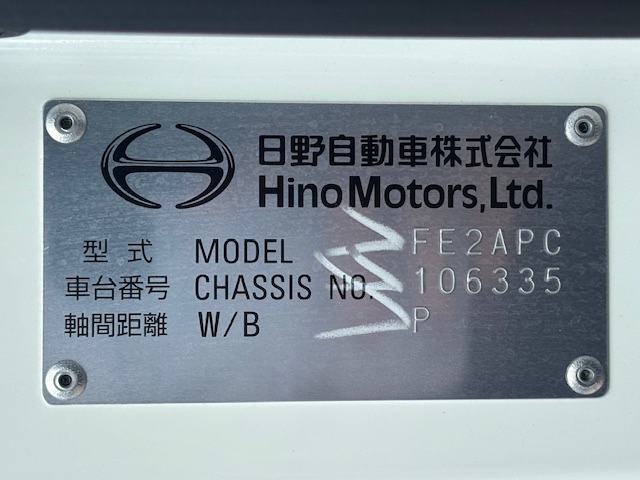 日野自動車株式会社
Hino Motors, Ltd.
型式 MODEL FE2APC
車台番号 CHASSIS NO. 106335
軸間距離 W/B P